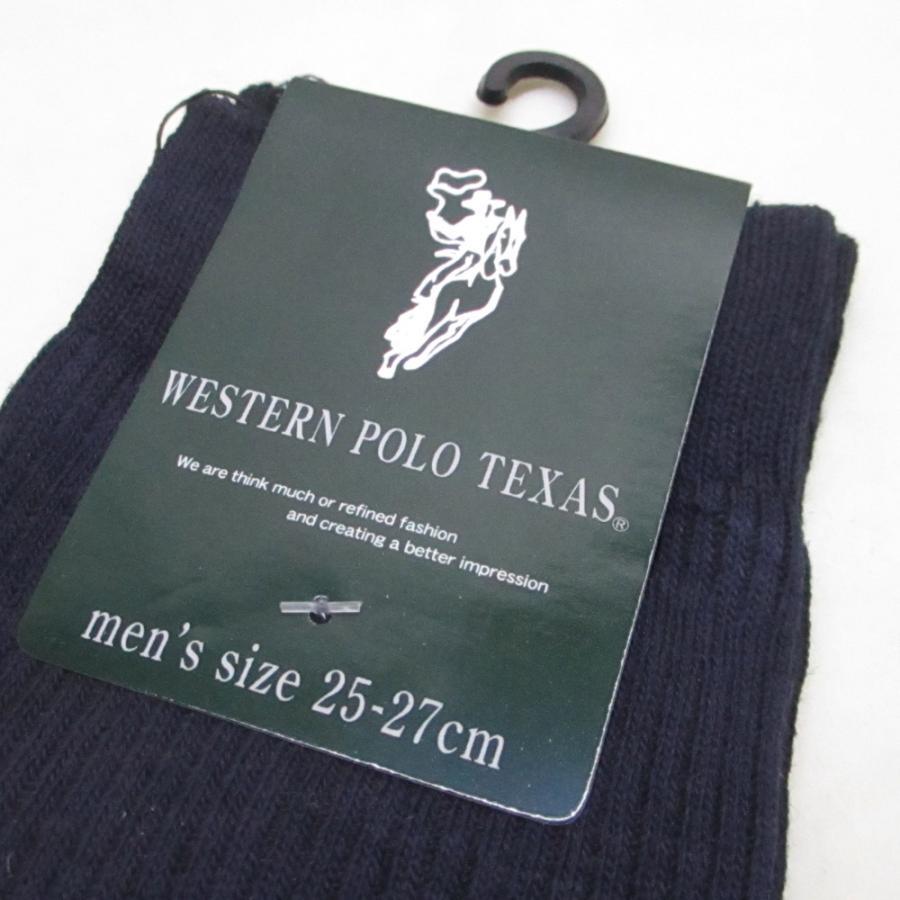 WESTERN POLO TEXAS®
We are think much or refined fashion
and creating a better impression
men's size 25-27cm